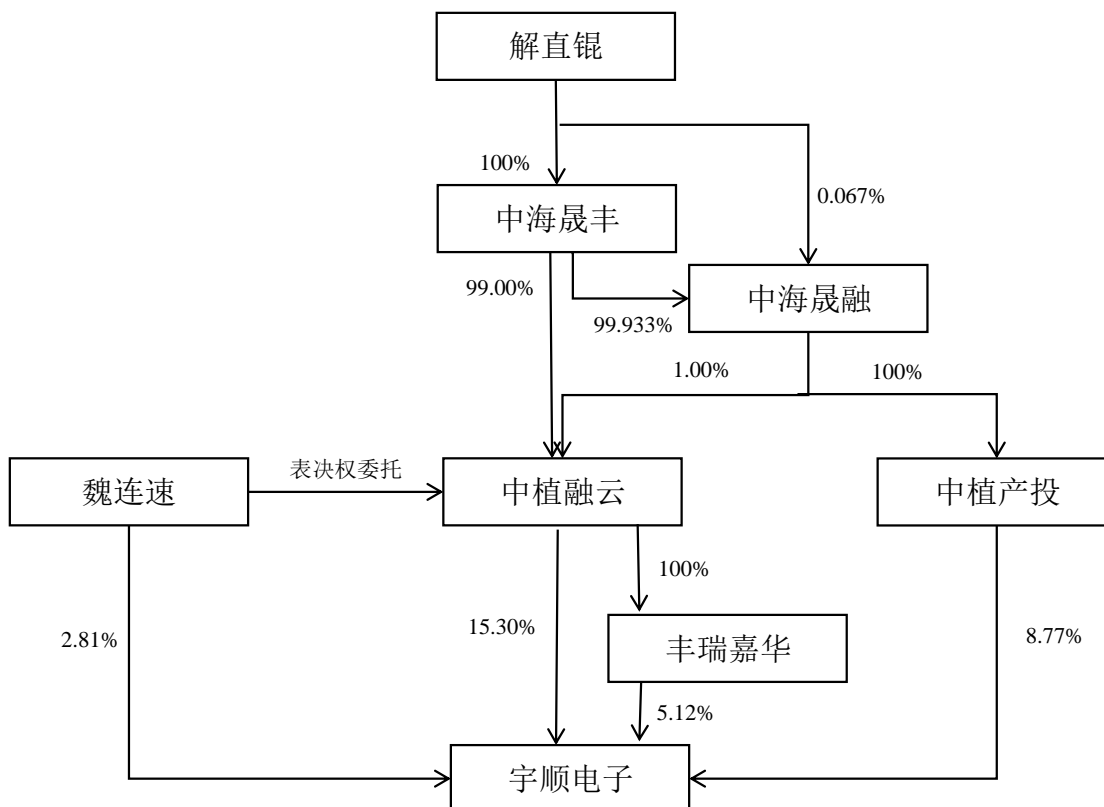 解直锟
100%
0.067%
中海晟丰
中海晟融
99.00%
99.933%
1.00%
100%
魏连速
表决权委托
中植融云
中植产投
100%
2.81%
15.30%
丰瑞嘉华
8.77%
5.12%
宇顺电子